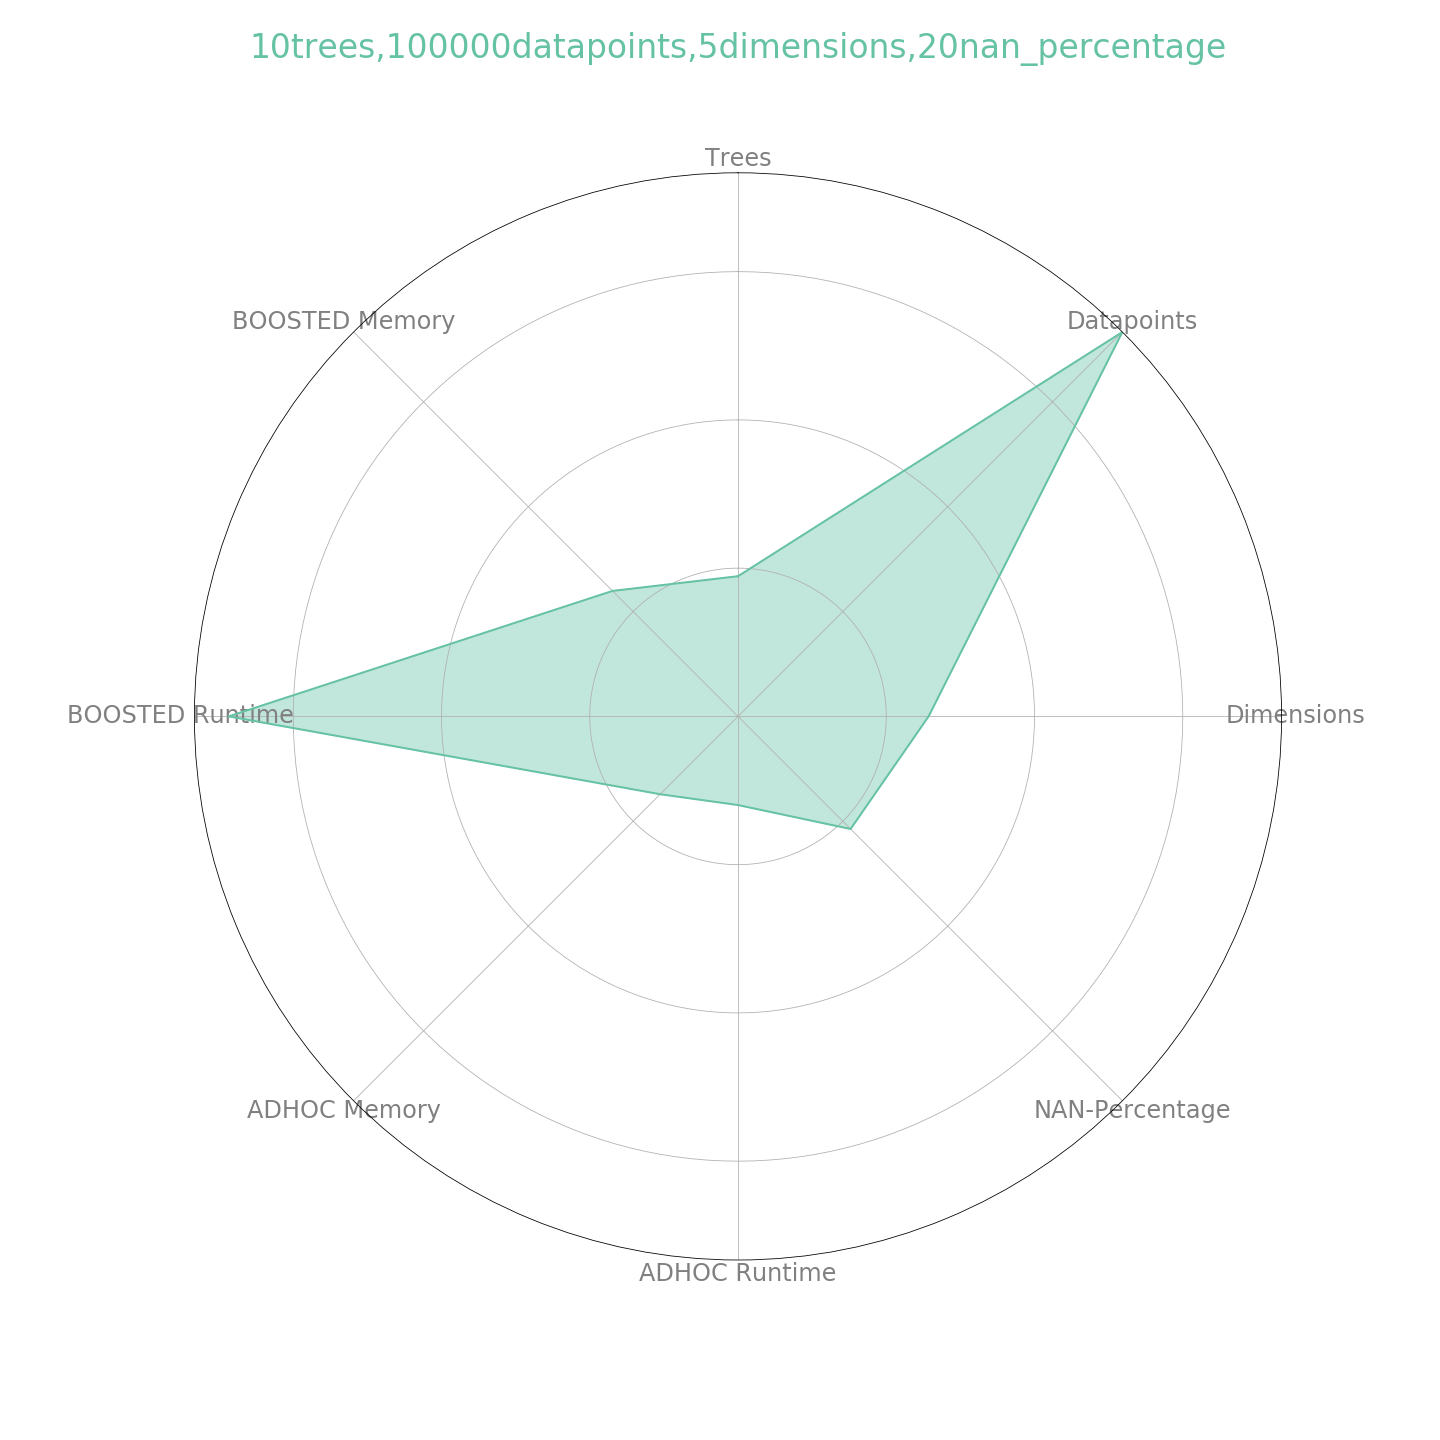 10trees,100000datapoints,5dimensions,20nan_percentage
Trees
BOOSTED Memory
Datapoints
BOOSTED Runtime
Dimensions
ADHOC Memory
NAN-Percentage
ADHOC Runtime